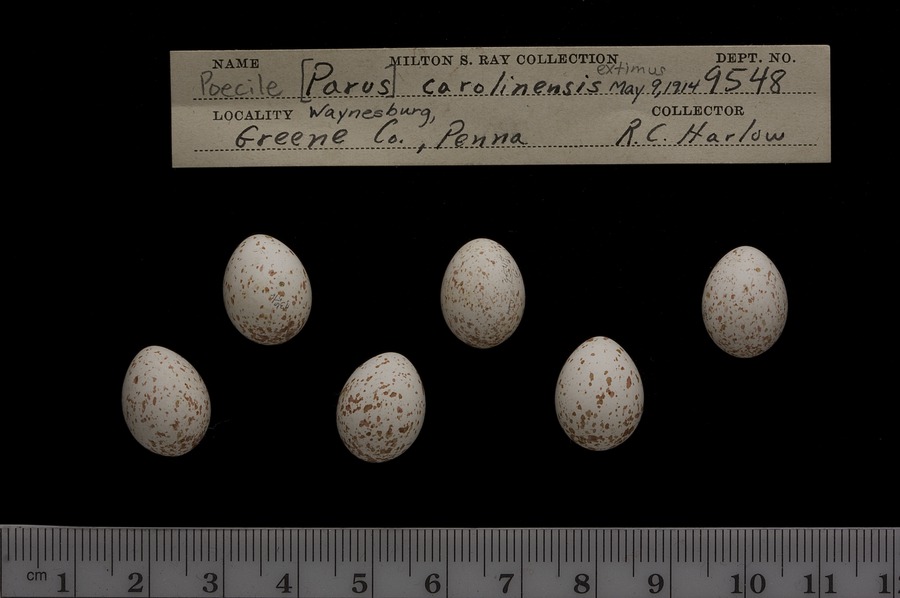 NAME MILTON S. RAY COLLECTION DEPT. NO.
Poecile [Parus] carolinensis extimus May 9, 1914 9548
LOCALITY Waynesburg, COLLECTOR
Greene Co., Penna R.C. Harlow
cm 1 2 3 4 5 6 7 8 9 10 11 1